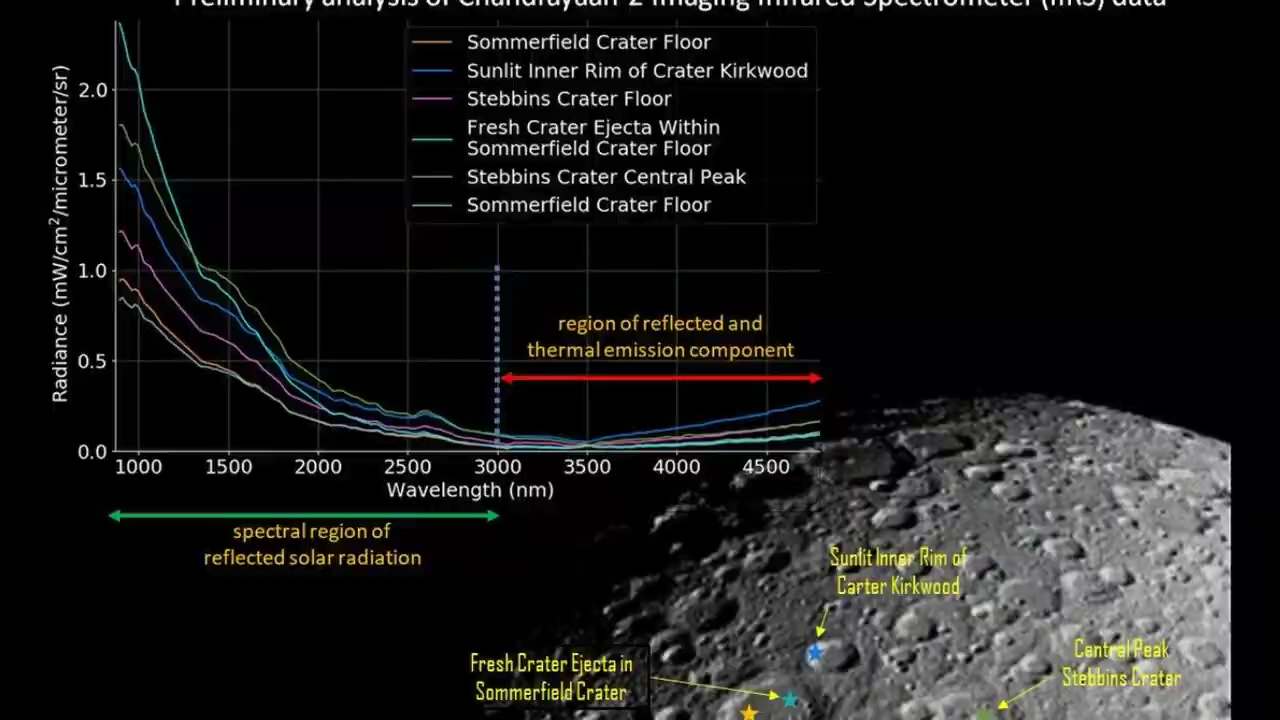 Preliminary analysis of Chandrayaan-2 Imaging Infrared Spectrometer (IIRS) data
Sommerfield Crater Floor
Sunlit Inner Rim of Crater Kirkwood
Stebbins Crater Floor
Fresh Crater Ejecta Within
Sommerfield Crater Floor
Stebbins Crater Central Peak
Sommerfield Crater Floor
Radiance (mW/cm²/micrometer/sr)
2.0
1.5
1.0
0.5
0.0
region of reflected and
thermal emission component
1000 1500 2000 2500 3000 3500 4000 4500
Wavelength (nm)
spectral region of
reflected solar radiation
Sunlit Inner Rim of
Carter Kirkwood
Fresh Crater Ejecta in
Sommerfield Crater
Central Peak
Stebbins Crater